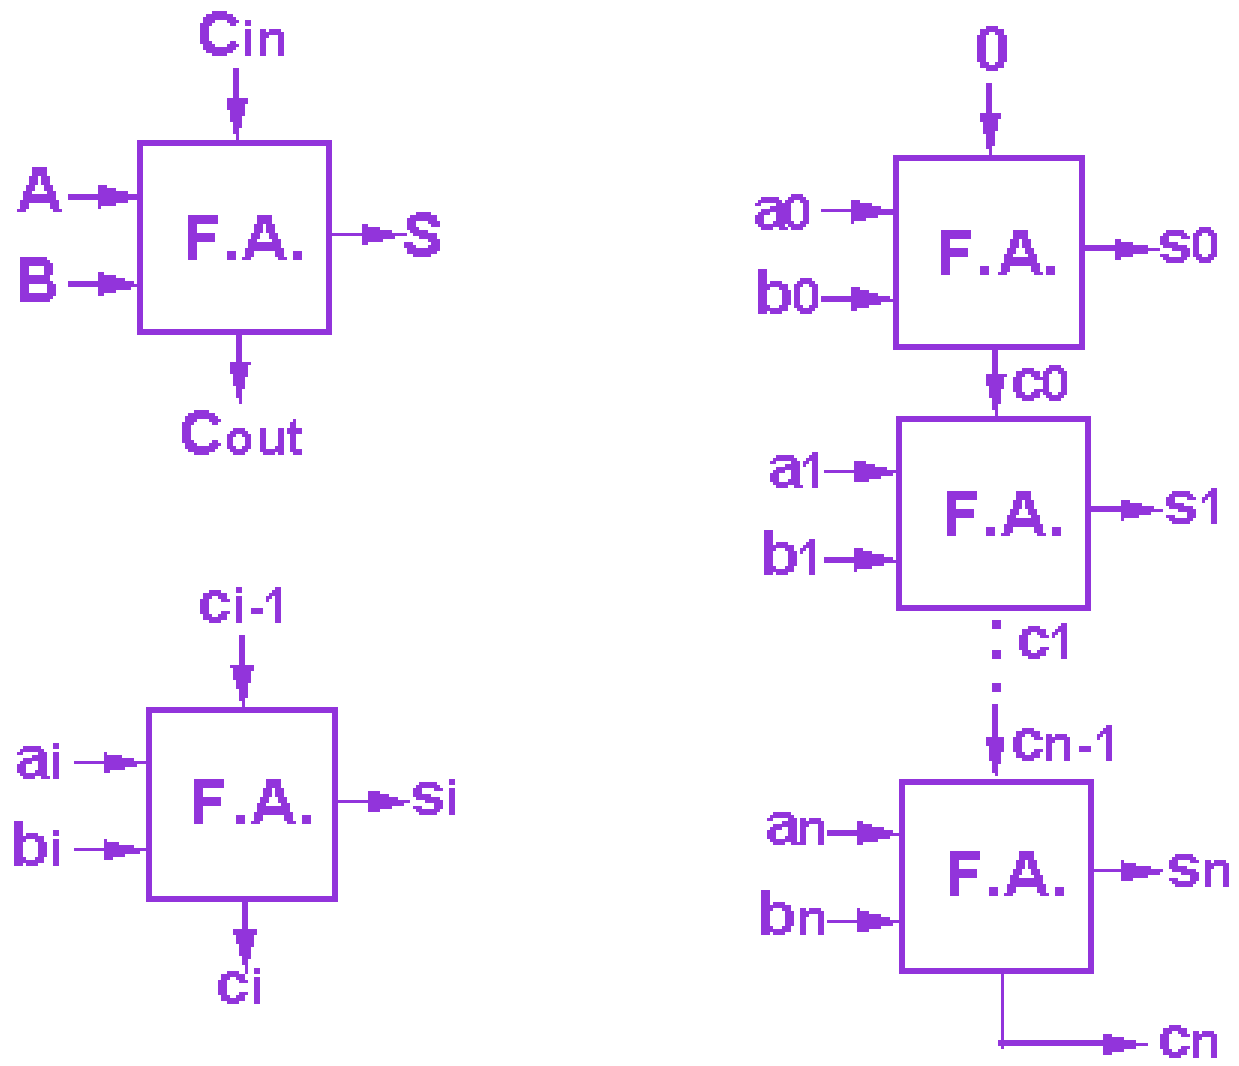 Cin
A
F.A.
S
B
Cout
ci-1
ai
F.A.
si
bi
ci
0
a0
F.A.
s0
b0
c0
a1
F.A.
s1
b1
c1
cn-1
an
F.A.
sn
bn
cn